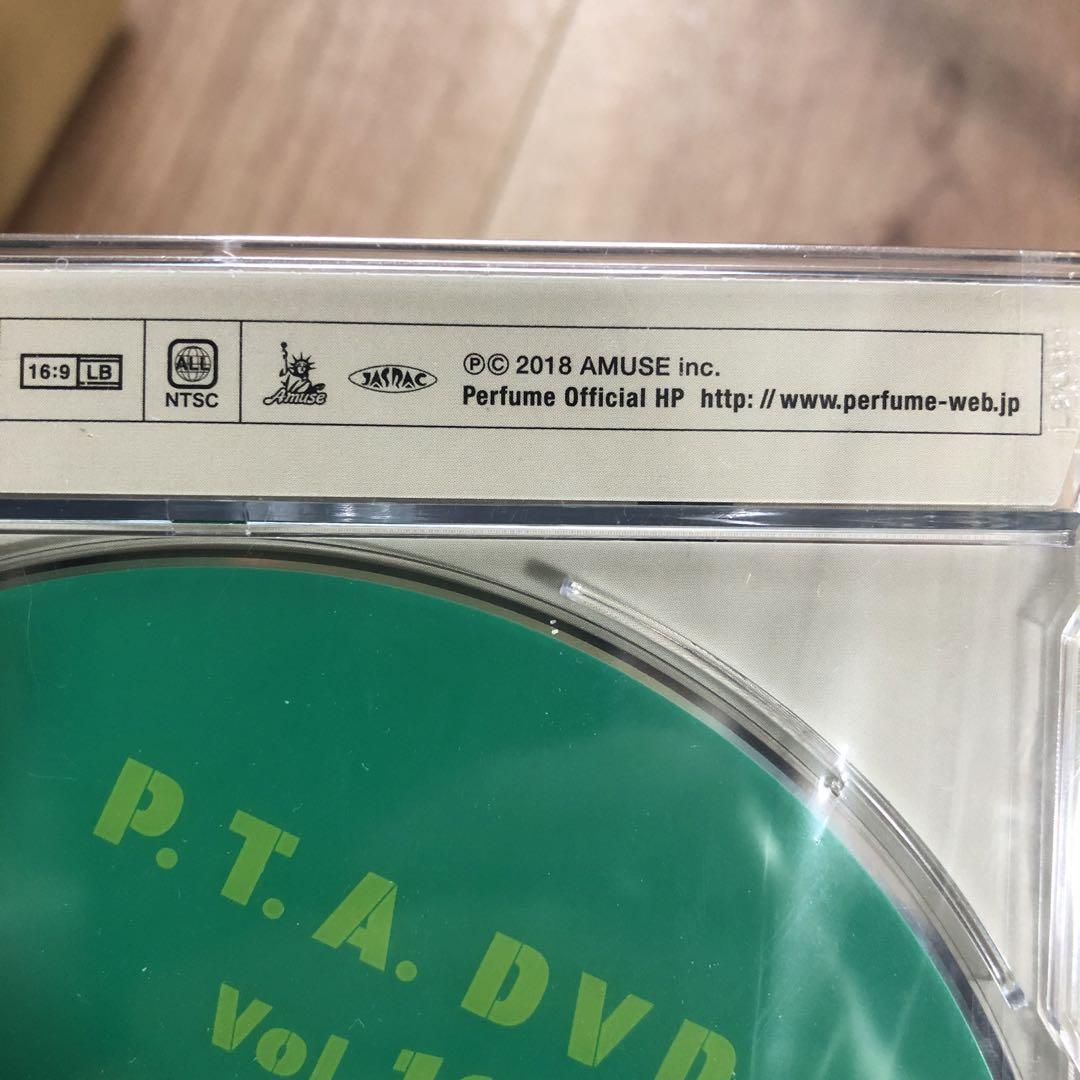 16:9 LB
ALL
NTSC
Amuse
JASRAC
ⓅⒸ 2018 AMUSE inc.
Perfume Official HP http: // www.perfume-web.jp
P.T.A.DVD